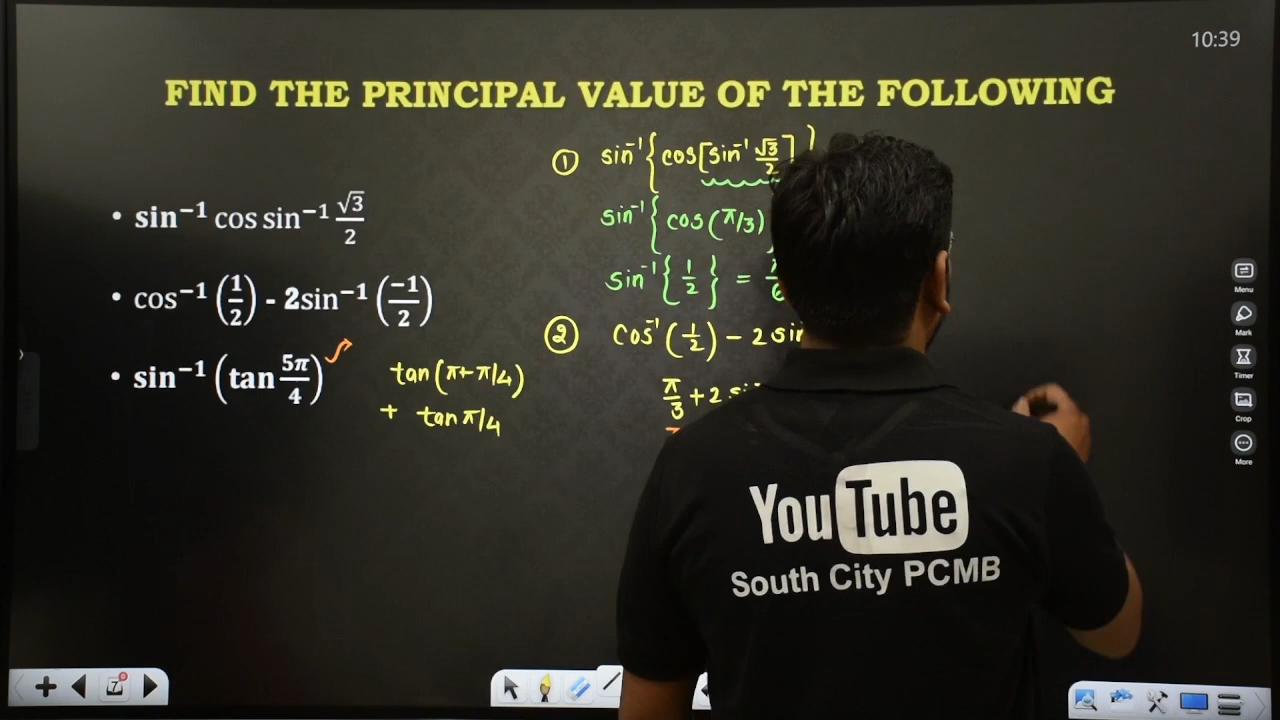 10:39
FIND THE PRINCIPAL VALUE OF THE FOLLOWING
• sin⁻¹ cos sin⁻¹ √3/2
• cos⁻¹ (1/2) - 2sin⁻¹ (-1/2)
• sin⁻¹ (tan 5π/4)
tan(π+π/4)
+ tan π/4
① sin⁻¹{cos[sin⁻¹ √3/2]}
sin⁻¹{cos(π/3)
sin⁻¹{1/2} =
② cos⁻¹(1/2) – 2 sin
π/3 + 2
Menu
Mark
Timer
Crop
More
YouTube
South City PCMB
7